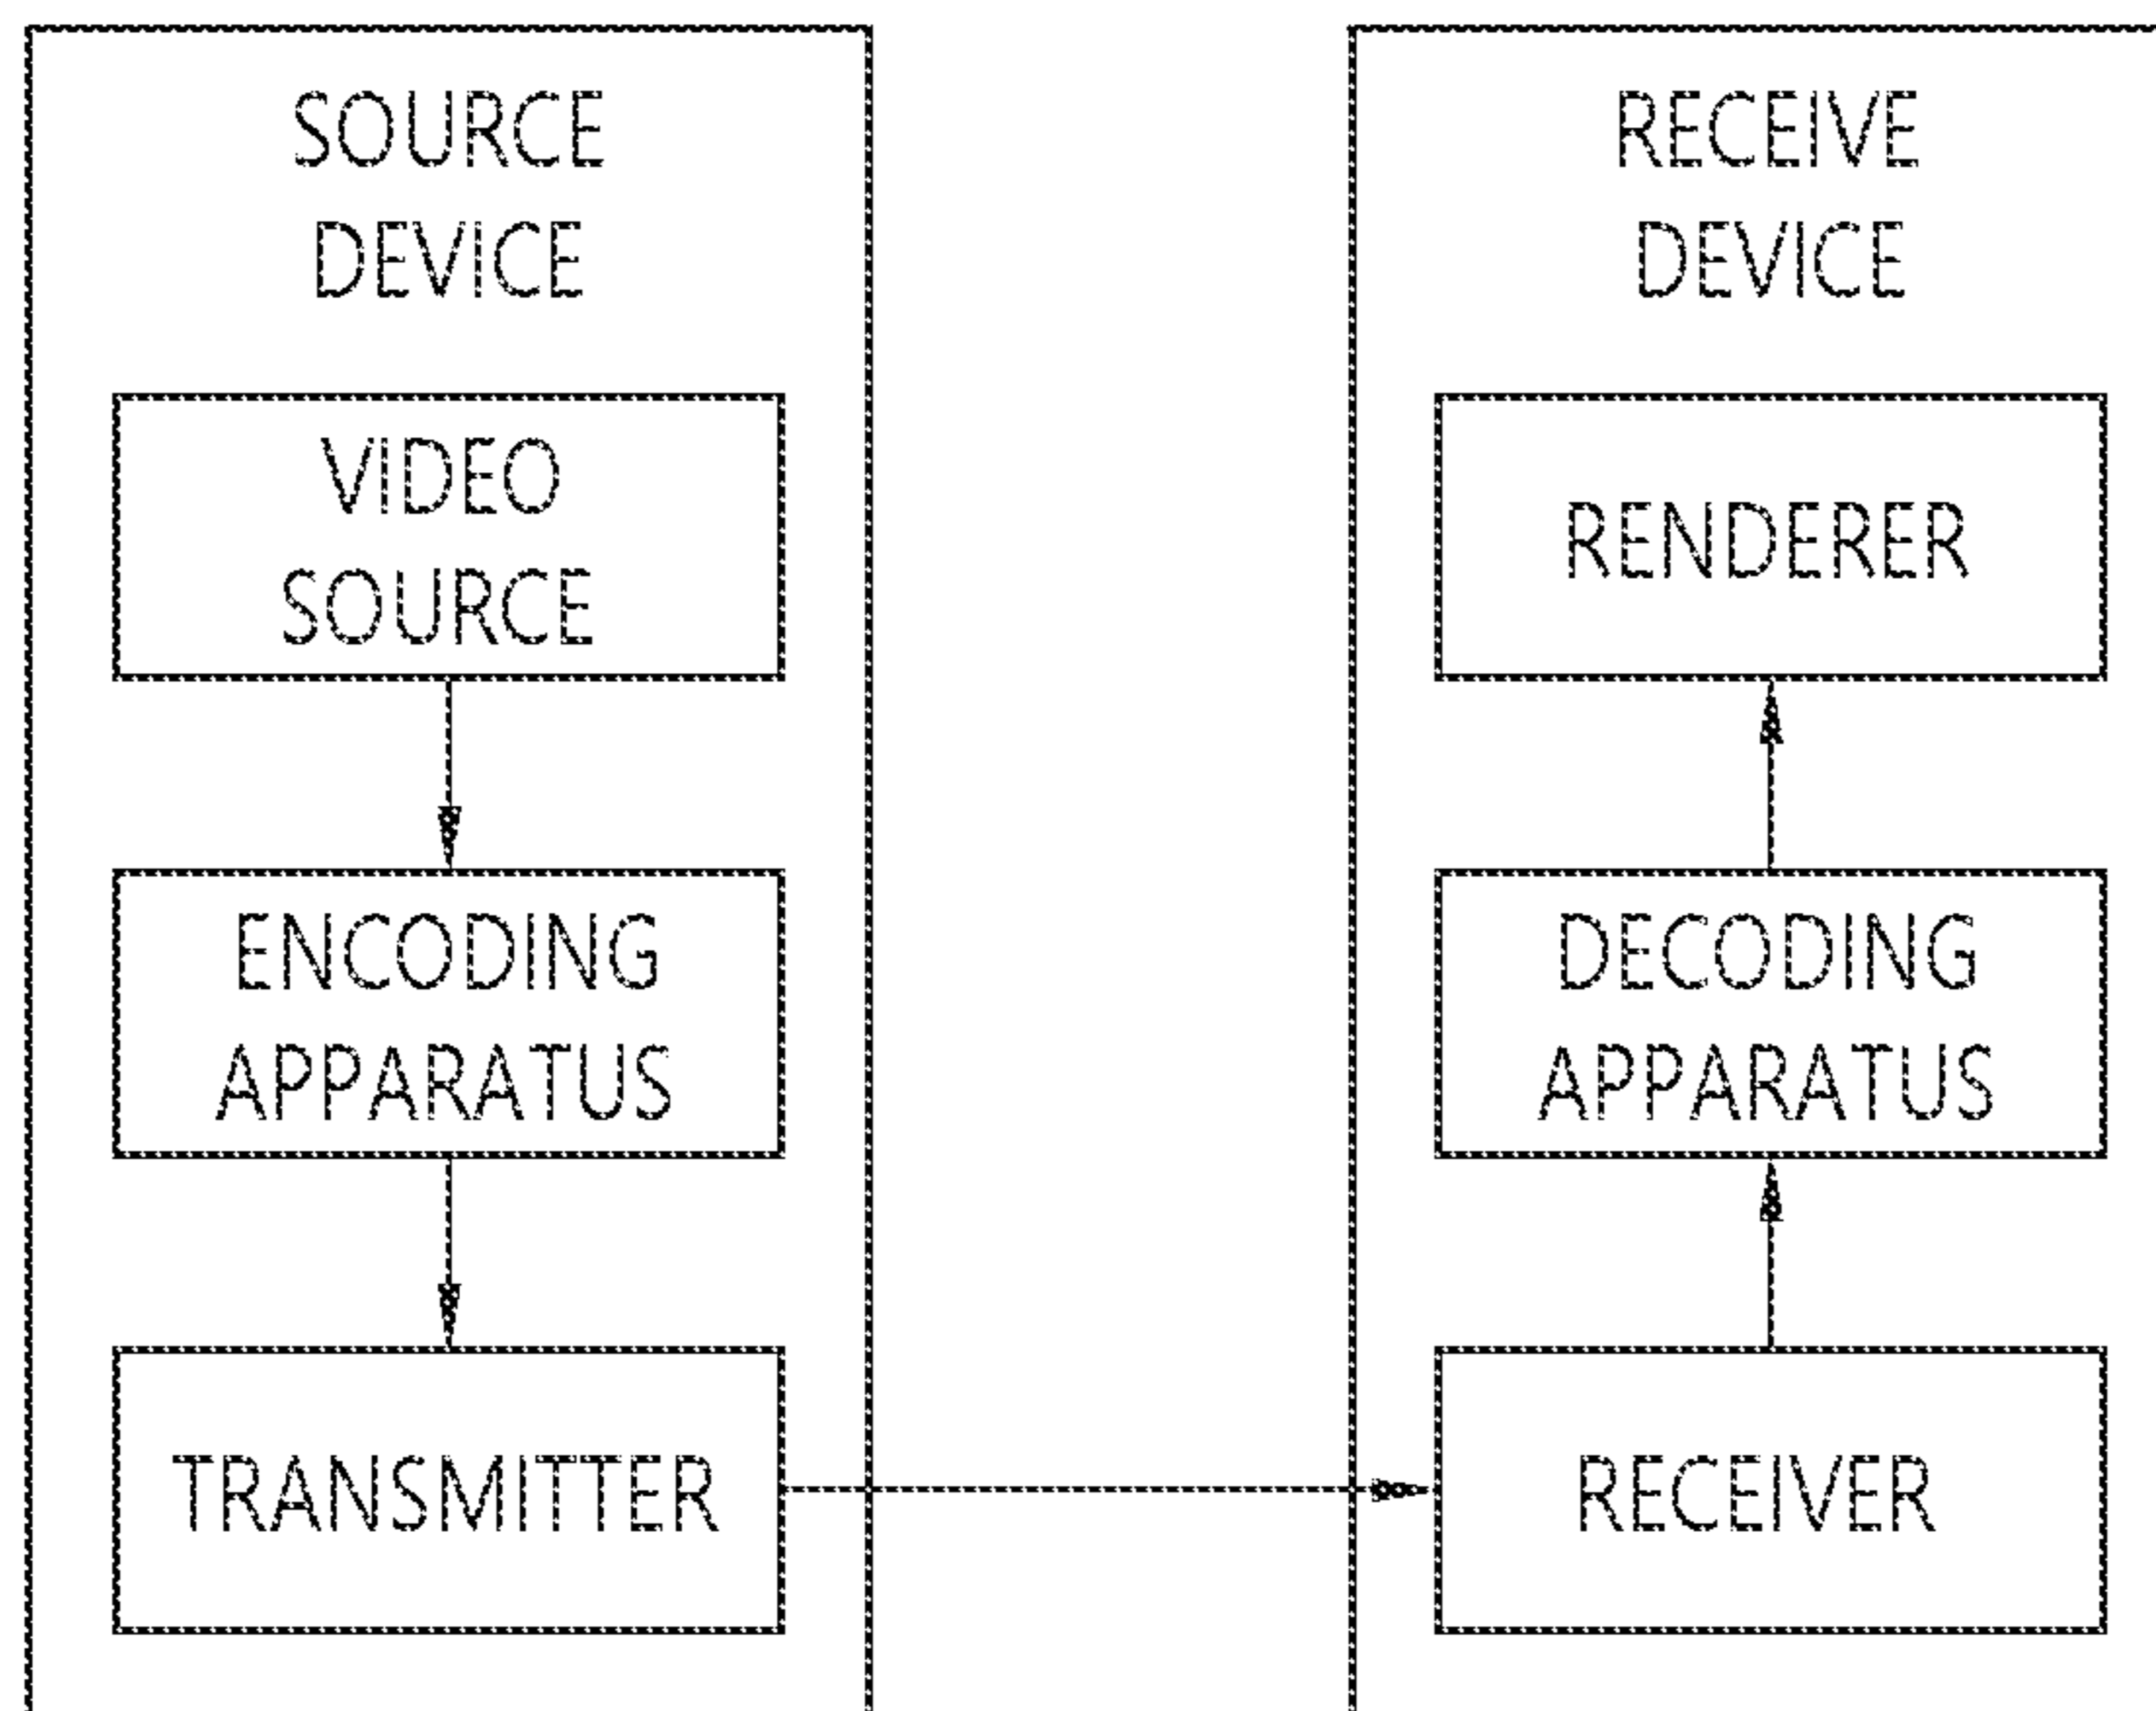 SOURCE
DEVICE
VIDEO
SOURCE
ENCODING
APPARATUS
TRANSMITTER
RECEIVE
DEVICE
RENDERER
DECODING
APPARATUS
RECEIVER